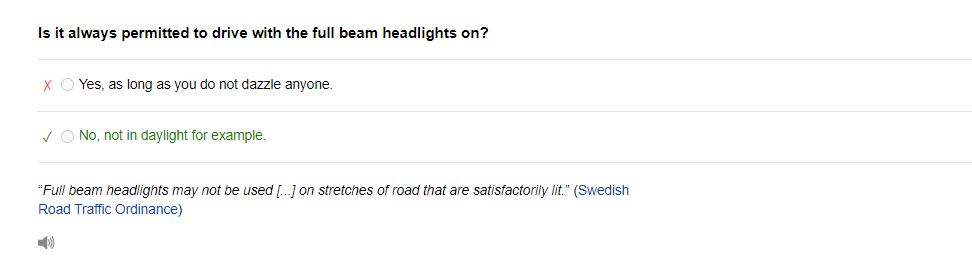 Is it always permitted to drive with the full beam headlights on?
✗ Yes, as long as you do not dazzle anyone.
✓ No, not in daylight for example.
“Full beam headlights may not be used [...] on stretches of road that are satisfactorily lit.” (Swedish
Road Traffic Ordinance)